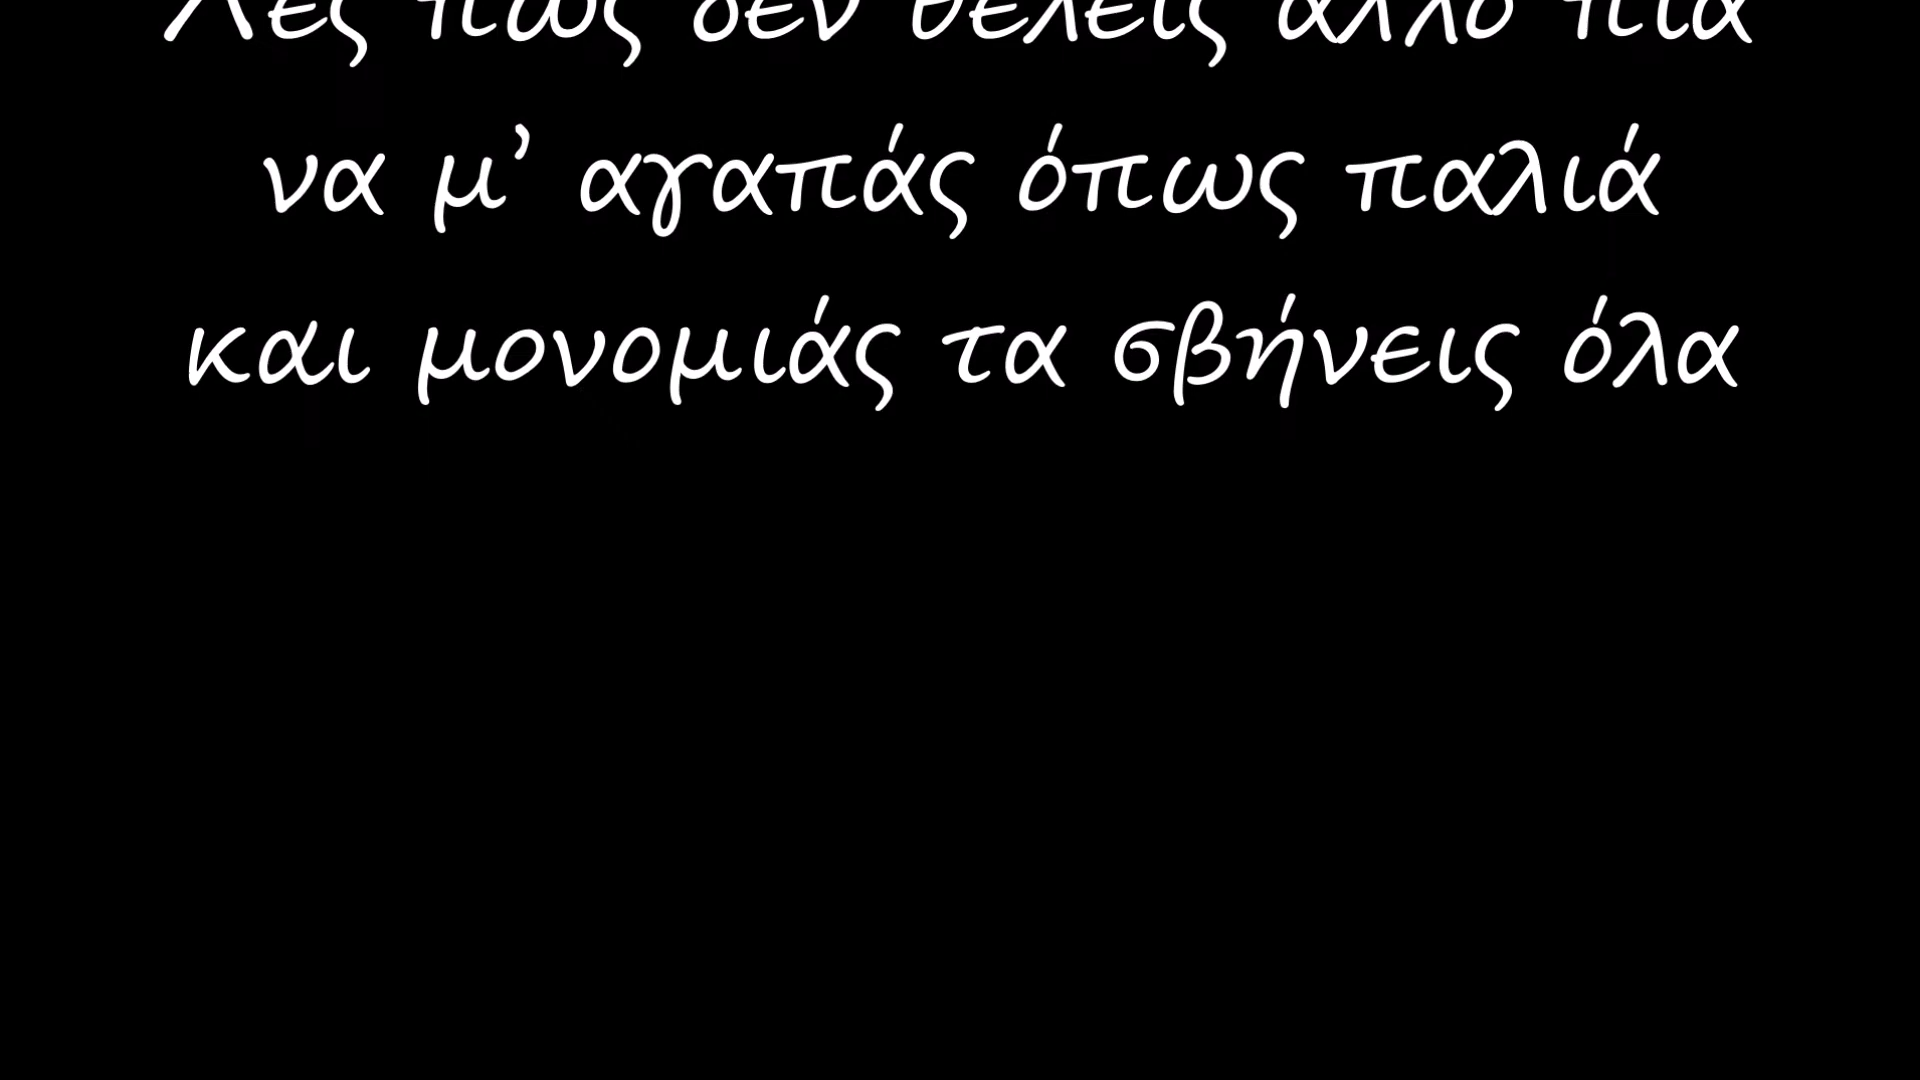 Λες πως δεν θέλεις άλλο πια
να μ’ αγαπάς όπως παλιά
και μονομιάς τα σβήνεις όλα